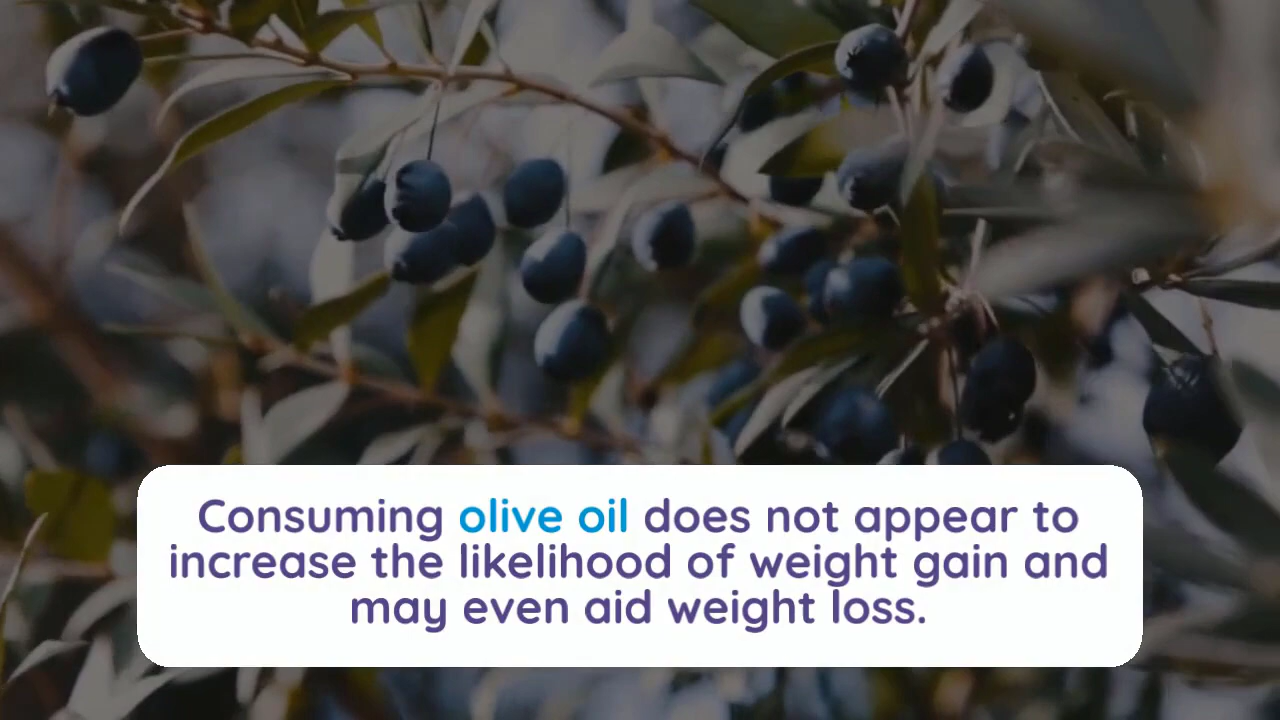 Consuming olive oil does not appear to
increase the likelihood of weight gain and
may even aid weight loss.